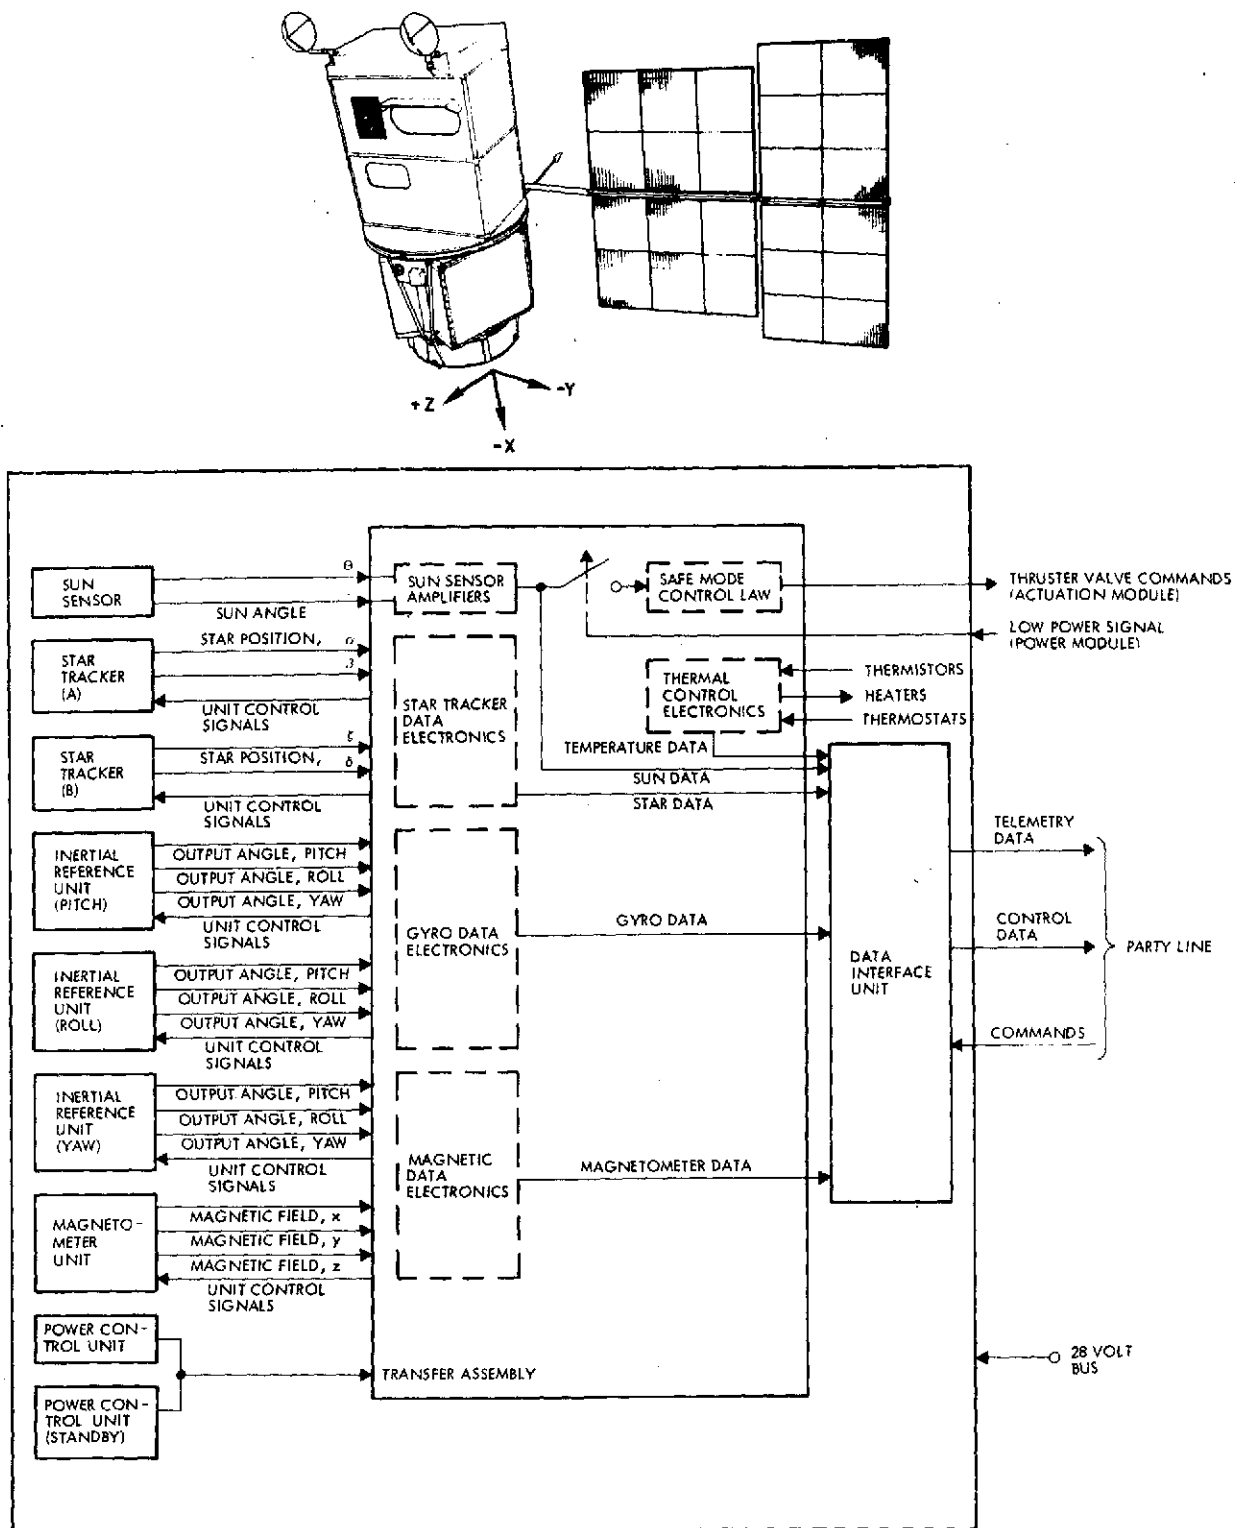 +Z
-Y
-X
SUN
SENSOR
θ
SUN ANGLE
SUN SENSOR
AMPLIFIERS
SAFE MODE
CONTROL LAW
THRUSTER VALVE COMMANDS
(ACTUATION MODULE)
LOW POWER SIGNAL
(POWER MODULE)
STAR
TRACKER
(A)
STAR POSITION,
UNIT CONTROL
SIGNALS
STAR TRACKER
DATA
ELECTRONICS
THERMAL
CONTROL
ELECTRONICS
THERMISTORS
HEATERS
THERMOSTATS
TEMPERATURE DATA
SUN DATA
STAR DATA
STAR
TRACKER
(B)
ξ
STAR POSITION, δ
UNIT CONTROL
SIGNALS
INERTIAL
REFERENCE
UNIT
(PITCH)
OUTPUT ANGLE, PITCH
OUTPUT ANGLE, ROLL
OUTPUT ANGLE, YAW
UNIT CONTROL
SIGNALS
GYRO DATA
ELECTRONICS
GYRO DATA
DATA
INTERFACE
UNIT
TELEMETRY
DATA
CONTROL
DATA
COMMANDS
PARTY LINE
INERTIAL
REFERENCE
UNIT
(ROLL)
OUTPUT ANGLE, PITCH
OUTPUT ANGLE, ROLL
OUTPUT ANGLE, YAW
UNIT CONTROL
SIGNALS
INERTIAL
REFERENCE
UNIT
(YAW)
OUTPUT ANGLE, PITCH
OUTPUT ANGLE, ROLL
OUTPUT ANGLE, YAW
UNIT CONTROL
SIGNALS
MAGNETIC
DATA
ELECTRONICS
MAGNETOMETER DATA
MAGNETO-
METER
UNIT
MAGNETIC FIELD, x
MAGNETIC FIELD, y
MAGNETIC FIELD, z
UNIT CONTROL
SIGNALS
POWER CON-
TROL UNIT
POWER CON-
TROL UNIT
(STANDBY)
TRANSFER ASSEMBLY
28 VOLT
BUS